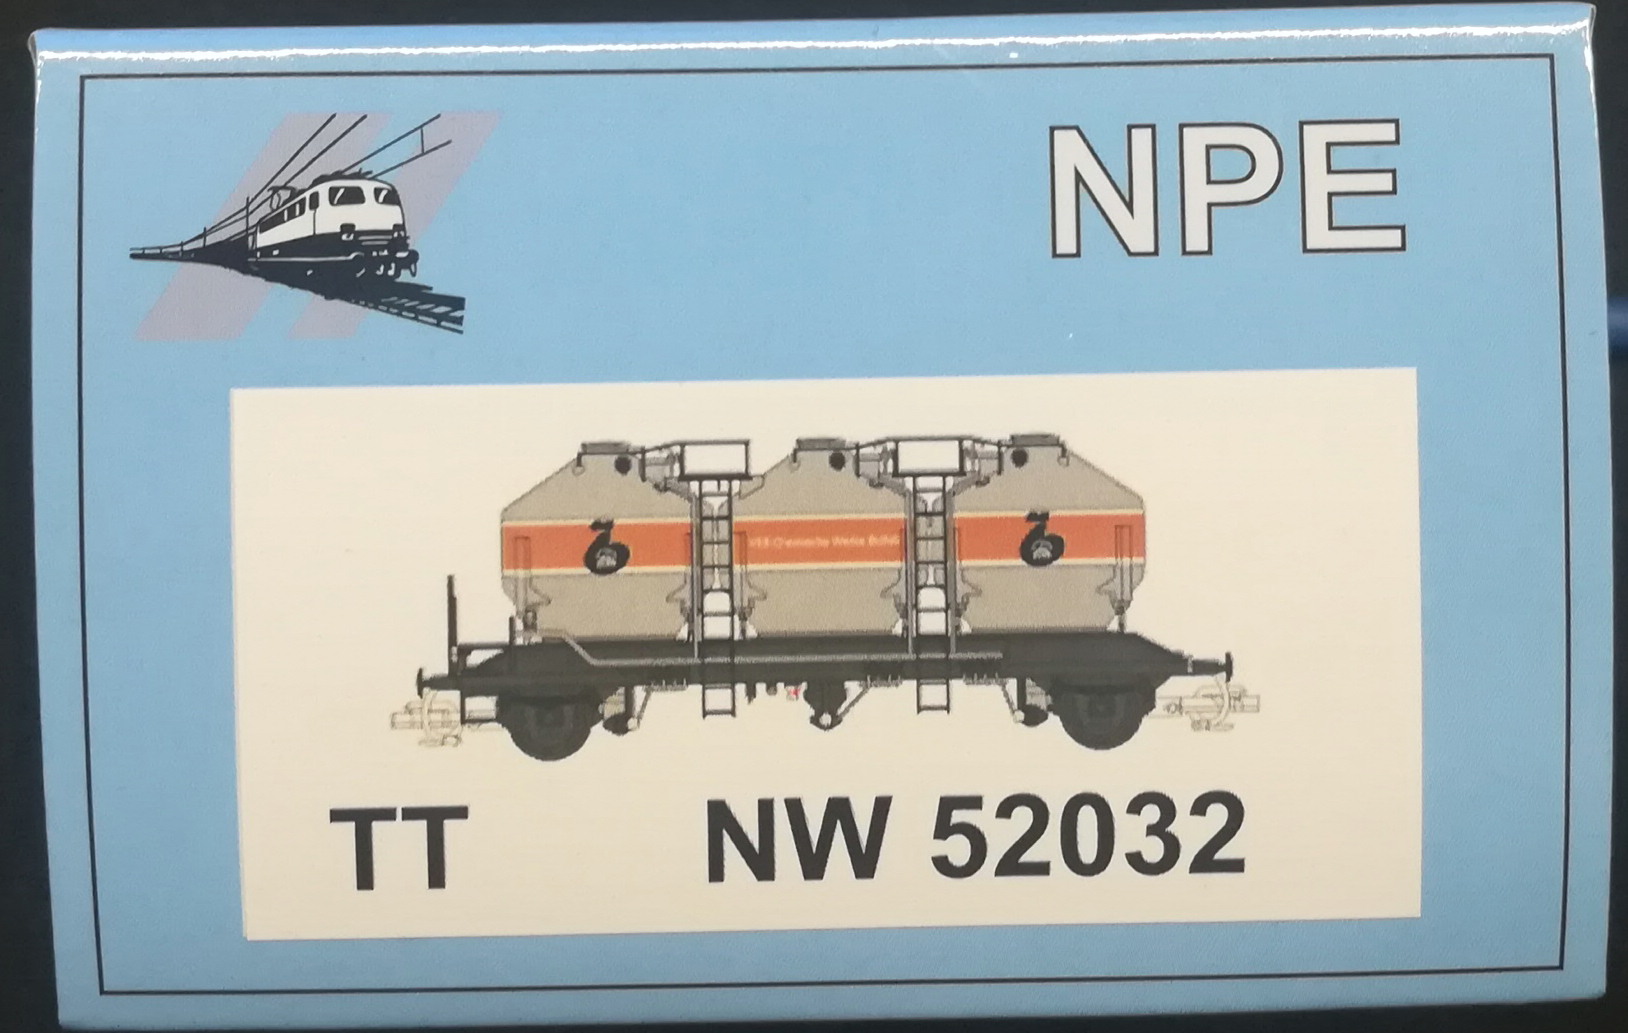 NPE
VEB Chemische Werke BUNA
TT NW 52032